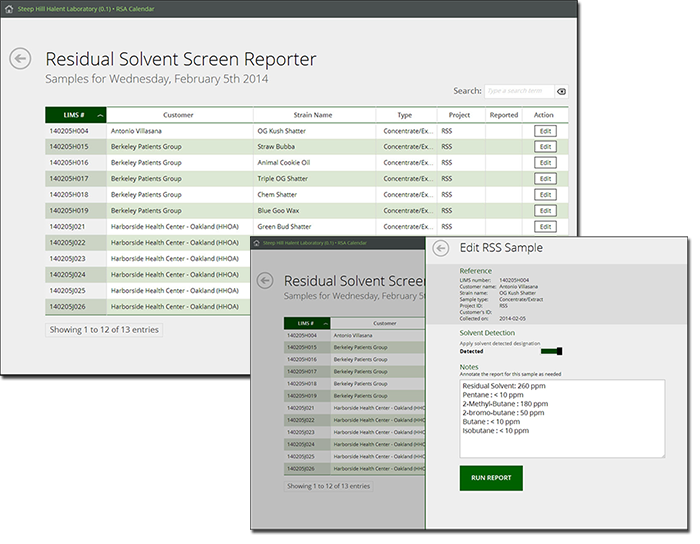 Steep Hill Halent Laboratory (0.1) • RSA Calendar
Residual Solvent Screen Reporter
Samples for Wednesday, February 5th 2014
Search: Type a search item!
LIMS # Customer Strain Name Type Project Reported Action
140205H004 Antonio Villasana OG Kush Shatter Concentrate/Ex... RSS Edit
140205H015 Berkeley Patients Group Straw Bubba Concentrate/Ex... RSS Edit
140205H016 Berkeley Patients Group Animal Cookie Oil Concentrate/Ex... RSS Edit
140205H017 Berkeley Patients Group Triple OG Shatter Concentrate/Ex... RSS Edit
140205H018 Berkeley Patients Group Chem Shatter Concentrate/Ex... RSS Edit
140205H019 Berkeley Patients Group Blue Goo Wax Concentrate/Ex... RSS Edit
140205J021 Harborside Health Center - Oakland (HHOA) Green Bud Shatter Concentrate/Ex... RSS Edit
140205J022 Harborside Health Center - Oakland (HHOA)
140205J023 Harborside Health Center - Oakland (HHOA)
140205J024 Harborside Health Center - Oakland (HHOA)
140205J025 Harborside Health Center - Oakland (HHOA)
140205J026 Harborside Health Center - Oakland (HHOA)
Showing 1 to 12 of 13 entries
Steep Hill Halent Laboratory (0.1) • RSA Calendar
Residual Solvent Screen
Samples for Wednesday, February 5th
LIMS # Customer
140205H004 Antonio Villasana
140205H015 Berkeley Patients Group
140205H016 Berkeley Patients Group
140205H017 Berkeley Patients Group
140205H018 Berkeley Patients Group
140205H019 Berkeley Patients Group
140205J021 Harborside Health Center - Oakland (HHOA)
140205J022 Harborside Health Center - Oakland (HHOA)
140205J023 Harborside Health Center - Oakland (HHOA)
140205J024 Harborside Health Center - Oakland (HHOA)
140205J025 Harborside Health Center - Oakland (HHOA)
140205J026 Harborside Health Center - Oakland (HHOA)
Showing 1 to 12 of 13 entries
Edit RSS Sample
Reference
LIMS number: 140205H004
Customer name: Antonio Villasana
Strain name: OG Kush Shatter
Sample type: Concentrate/Extract
Project ID: RSS
Customer's ID:
Collected on: 2014-02-05
Solvent Detection
Apply solvent detected designation
Detected
Notes
Annotate the report for this sample as needed
Residual Solvent: 260 ppm
Pentane : < 10 ppm
2-Methyl-Butane : 180 ppm
2-bromo-butane : 50 ppm
Butane : < 10 ppm
Isobutane : < 10 ppm
RUN REPORT